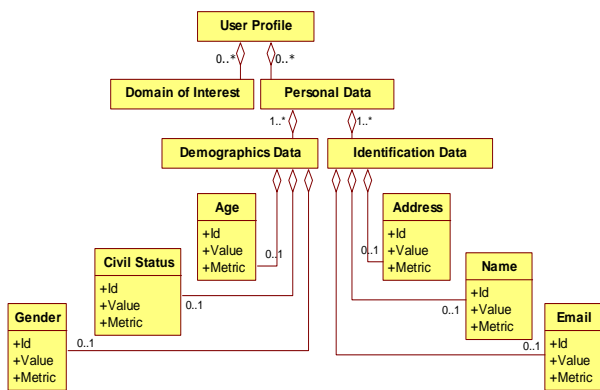 User Profile
0..*
0..*
Domain of Interest
Personal Data
1..*
1..*
Demographics Data
Identification Data
Age
+Id
+Value
+Metric
0..1
Address
+Id
+Value
+Metric
0..1
Civil Status
+Id
+Value
+Metric
0..1
Name
+Id
+Value
+Metric
0..1
Gender
+Id
+Value
+Metric
0..1
Email
+Id
+Value
+Metric
0..1